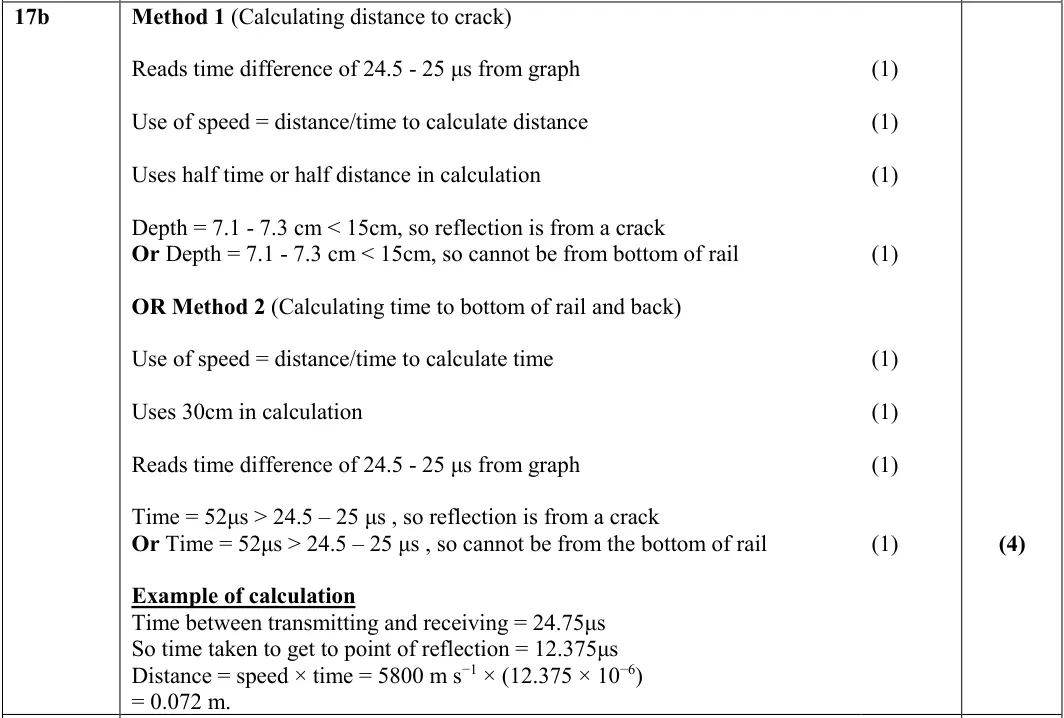 17b
Method 1 (Calculating distance to crack)
Reads time difference of 24.5 - 25 μs from graph (1)
Use of speed = distance/time to calculate distance (1)
Uses half time or half distance in calculation (1)
Depth = 7.1 - 7.3 cm < 15cm, so reflection is from a crack
Or Depth = 7.1 - 7.3 cm < 15cm, so cannot be from bottom of rail (1)
OR Method 2 (Calculating time to bottom of rail and back)
Use of speed = distance/time to calculate time (1)
Uses 30cm in calculation (1)
Reads time difference of 24.5 - 25 μs from graph (1)
Time = 52μs > 24.5 – 25 μs , so reflection is from a crack
Or Time = 52μs > 24.5 – 25 μs , so cannot be from the bottom of rail (1) (4)
Example of calculation
Time between transmitting and receiving = 24.75μs
So time taken to get to point of reflection = 12.375μs
Distance = speed × time = 5800 m s⁻¹ × (12.375 × 10⁻⁶)
= 0.072 m.